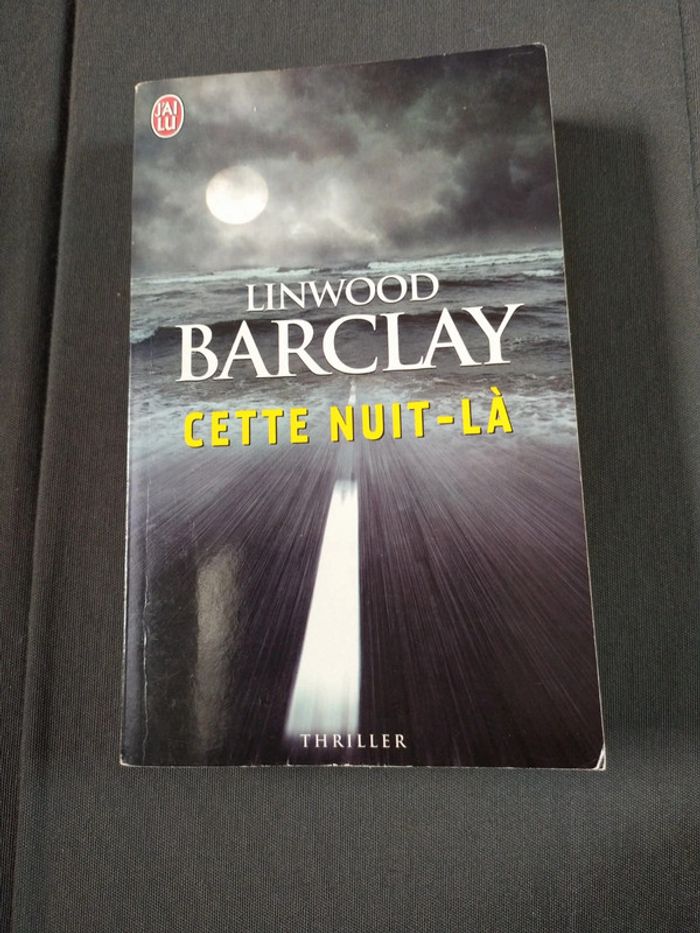 J'AI
LU
LINWOOD
BARCLAY
CETTE NUIT-LÀ
THRILLER